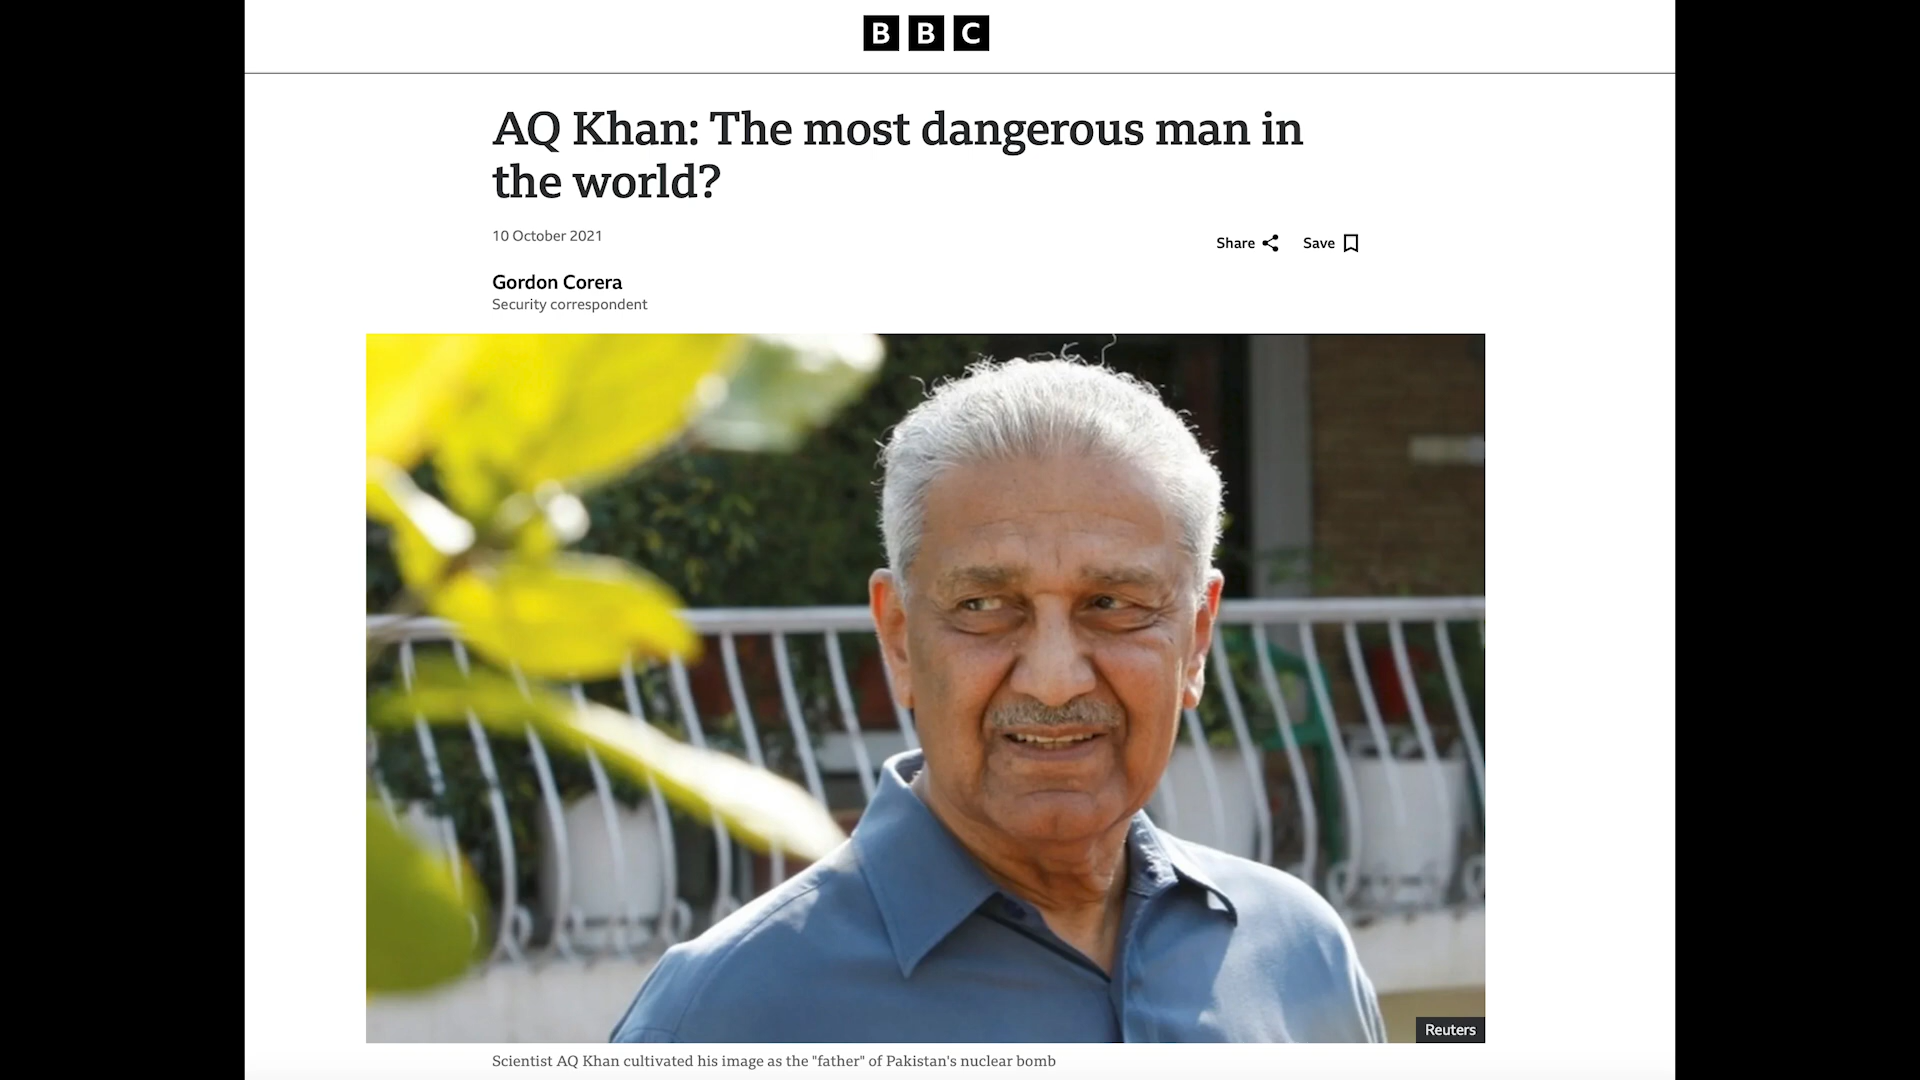 BBC
AQ Khan: The most dangerous man in
the world?
10 October 2021
Share
Save
Gordon Corera
Security correspondent
Reuters
Scientist AQ Khan cultivated his image as the "father" of Pakistan's nuclear bomb